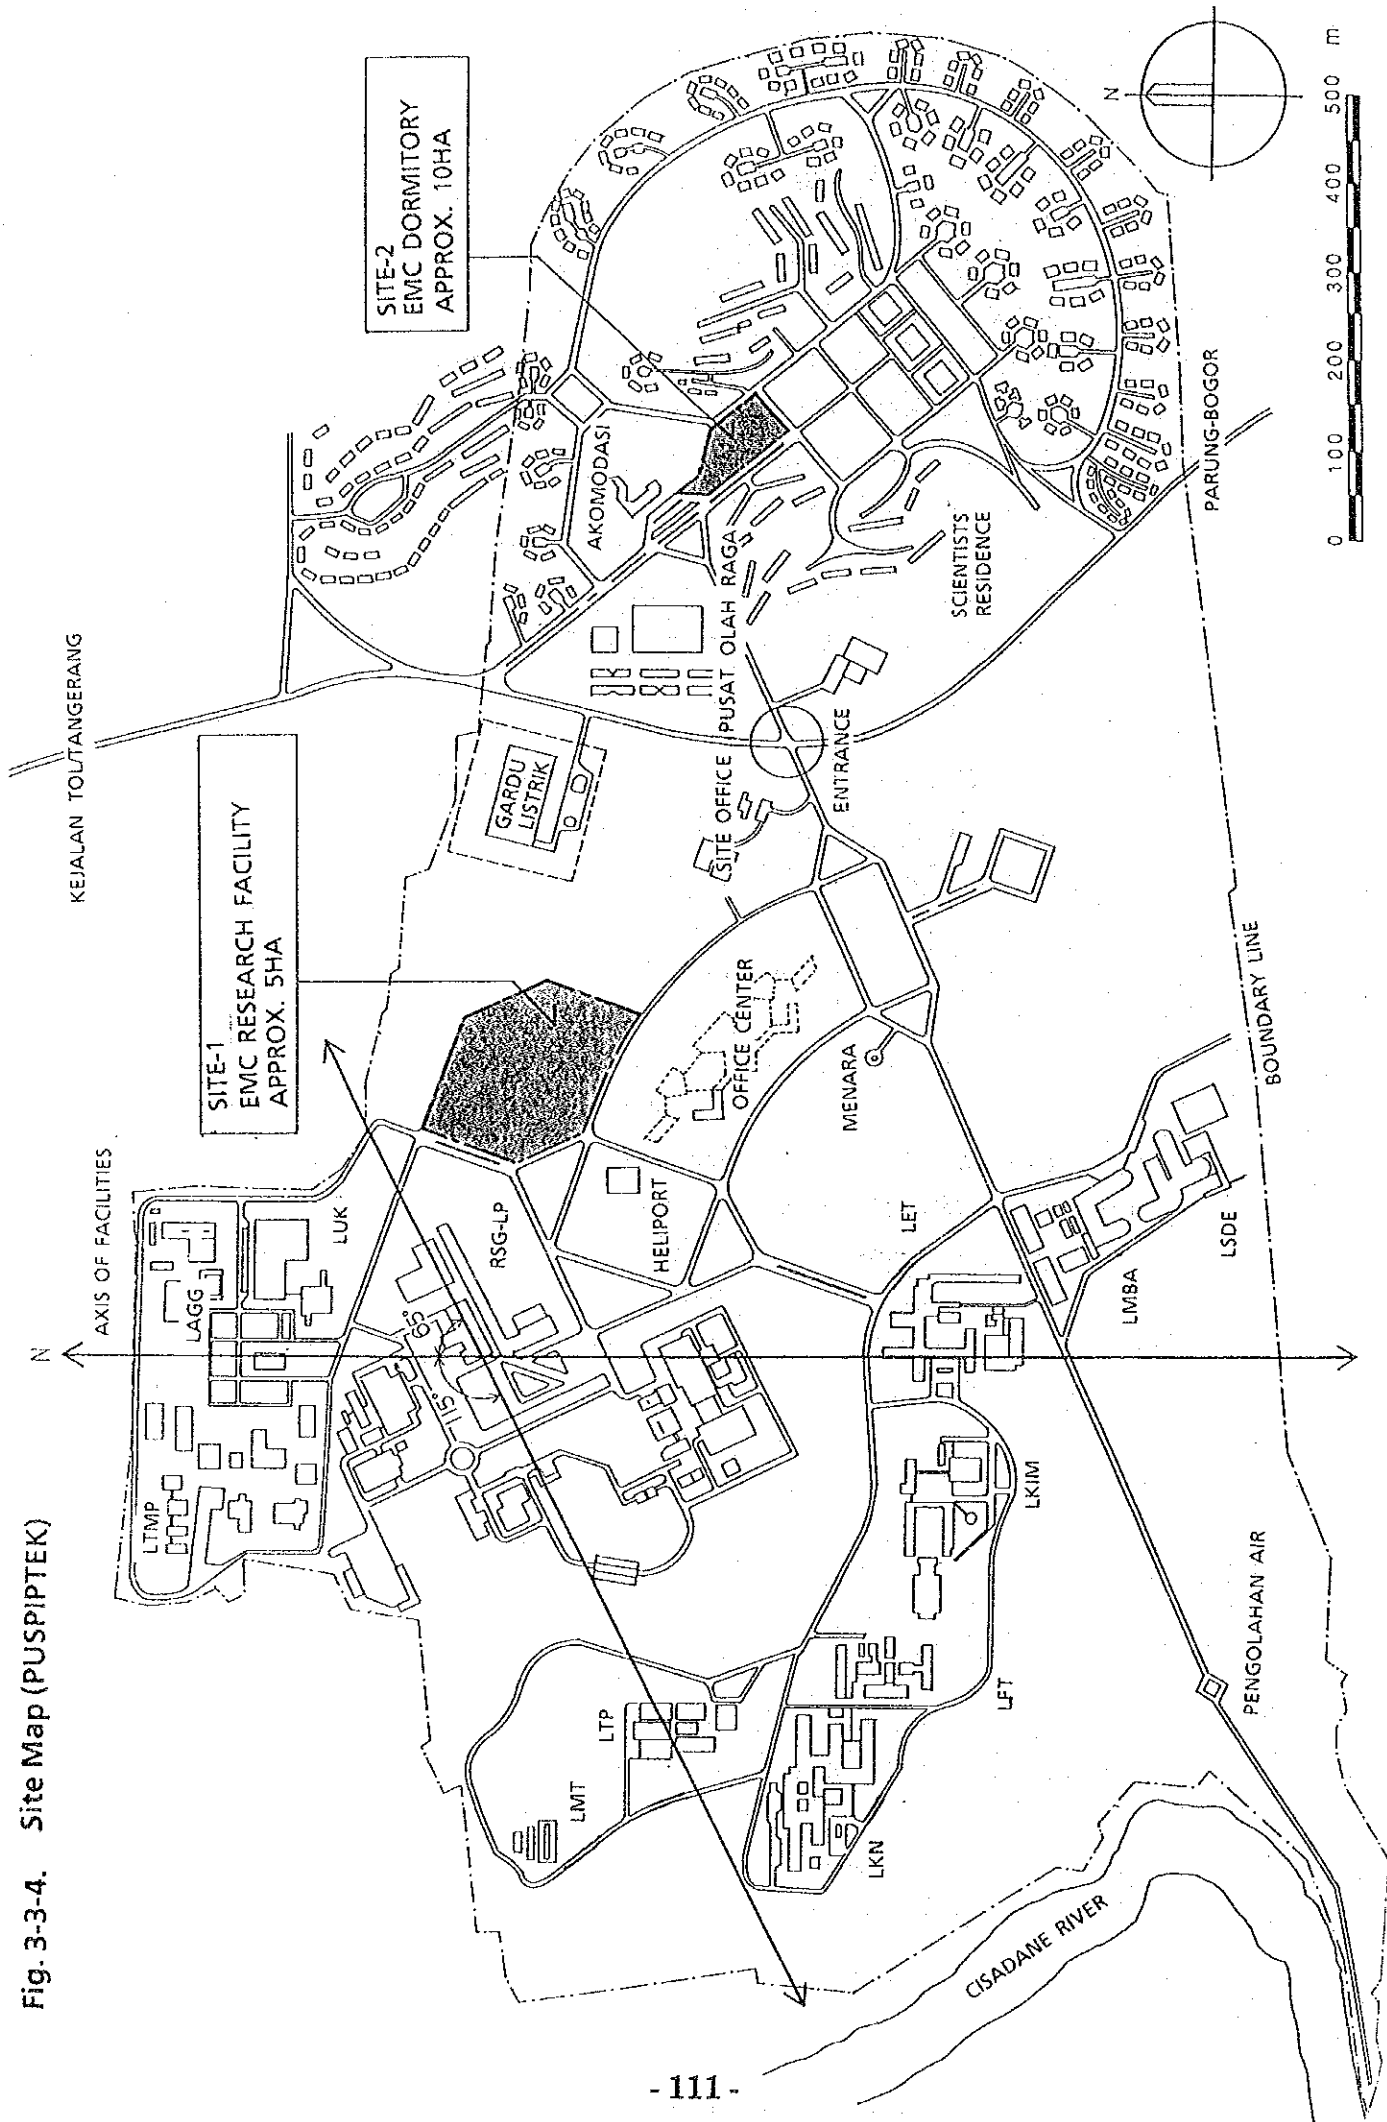 Fig. 3-3-4. Site Map (PUSPIPTEK)
N
AXIS OF FACILITIES
KEJALAN TOL/TANGERANG
SITE-1
EMC RESEARCH FACILITY
APPROX. 5HA
SITE-2
EMC DORMITORY
APPROX. 10HA
LTMP
LAGG
LUK
65°
115°
RSG-LP
HELIPORT
GARDU
LISTRIK
AKOMODASI
PUSAT OLAH RAGA
SITE OFFICE
ENTRANCE
OFFICE CENTER
MENARA
SCIENTISTS
RESIDENCE
LMT
LTP
LET
LKN
LFT
LKIM
LMBA
LSDE
BOUNDARY LINE
PARUNG-BOGOR
PENGOLAHAN AIR
CISADANE RIVER
N
0 100 200 300 400 500 m
- 111 -